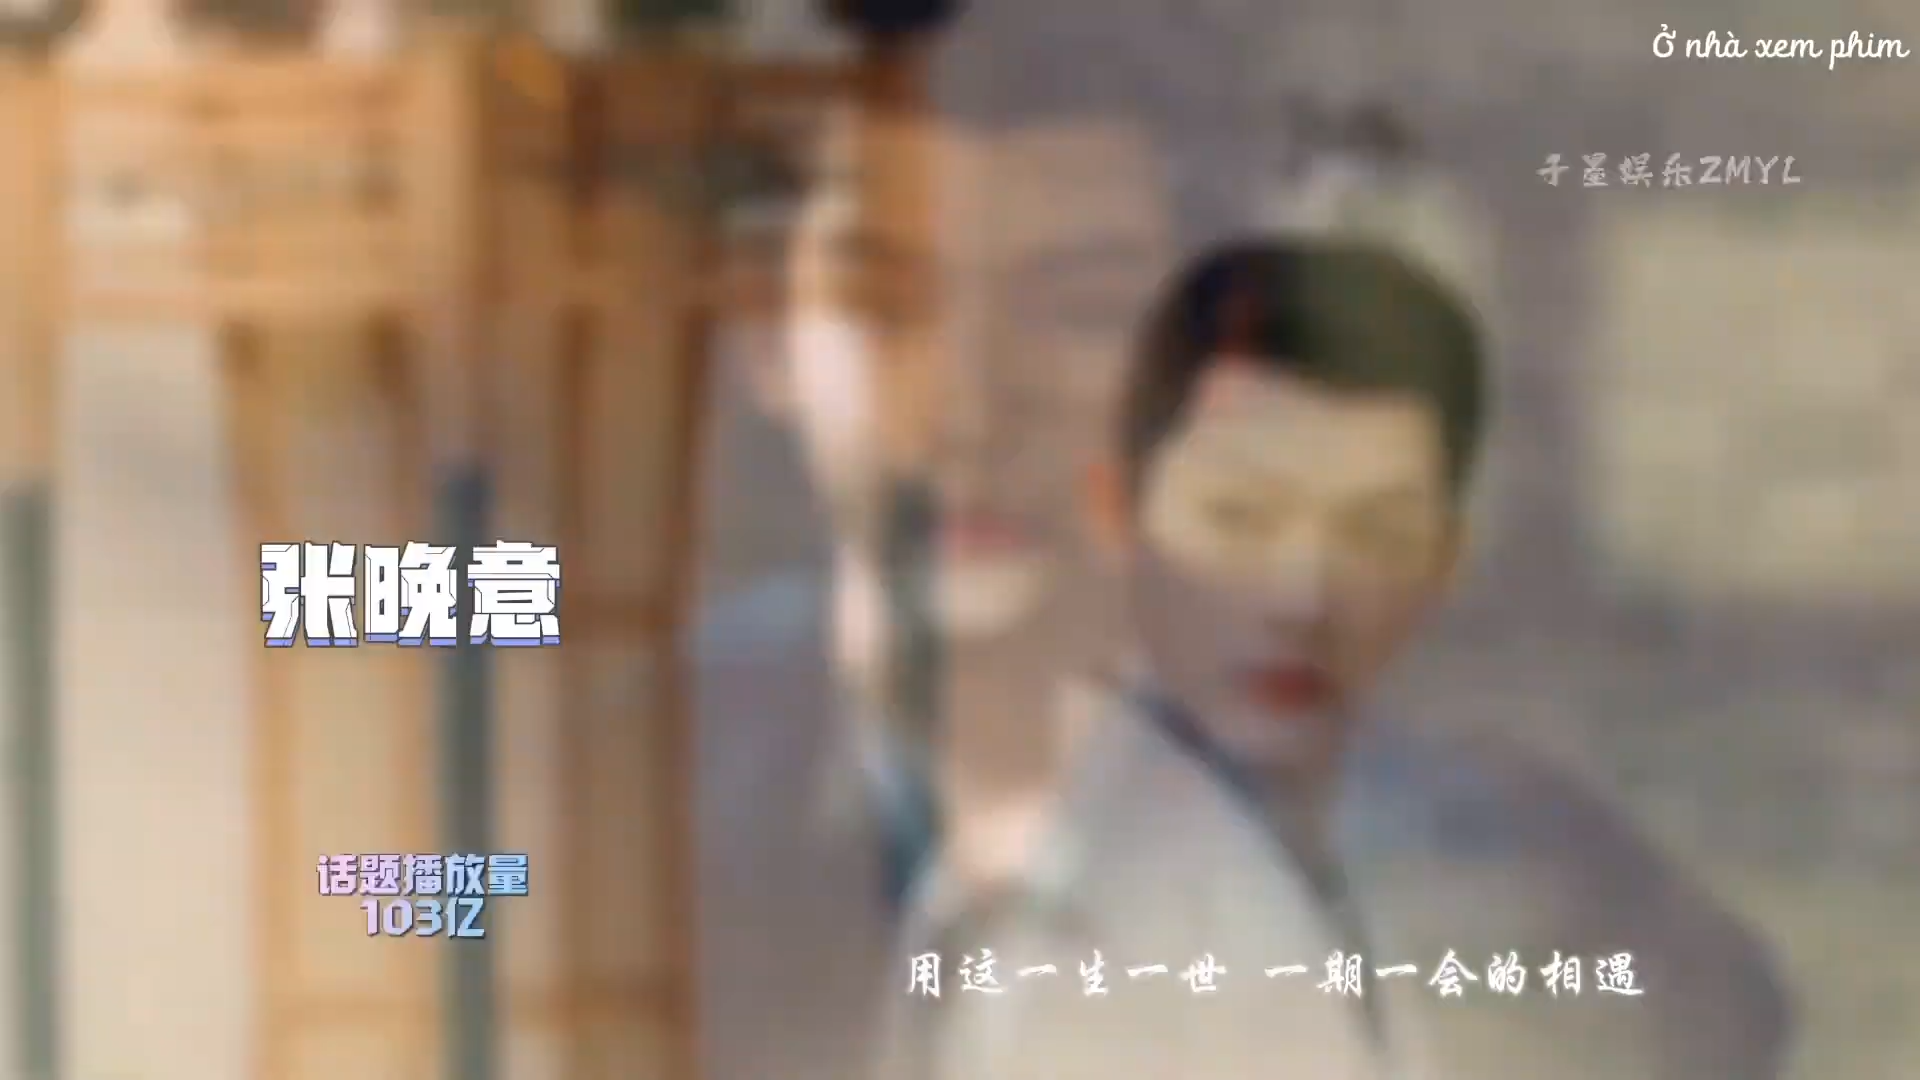 Ở nhà xem phim
子星娱乐ZMYL
张晚意
话题播放量
103亿
用这一生一世 一期一会的相遇